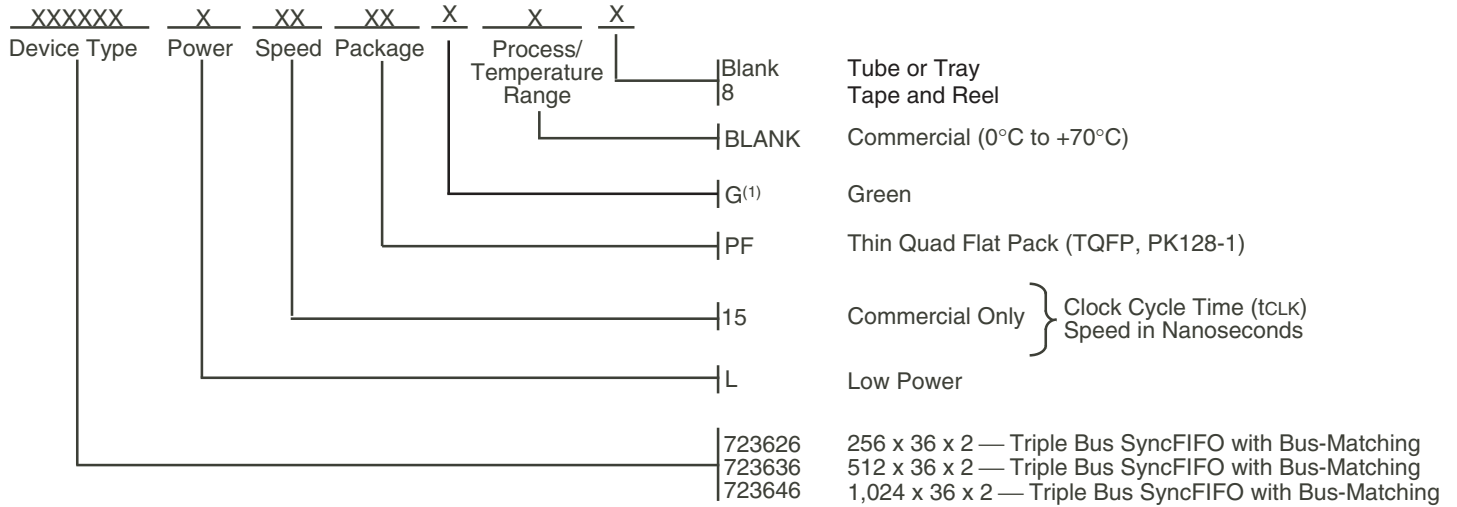 XXXXXX X XX XX X X X
Device Type Power Speed Package Process/
Temperature
Range
Blank Tube or Tray
8 Tape and Reel
BLANK Commercial (0°C to +70°C)
G(1) Green
PF Thin Quad Flat Pack (TQFP, PK128-1)
15 Commercial Only Clock Cycle Time (tCLK)
Speed in Nanoseconds
L Low Power
723626 256 x 36 x 2 — Triple Bus SyncFIFO with Bus-Matching
723636 512 x 36 x 2 — Triple Bus SyncFIFO with Bus-Matching
723646 1,024 x 36 x 2 — Triple Bus SyncFIFO with Bus-Matching